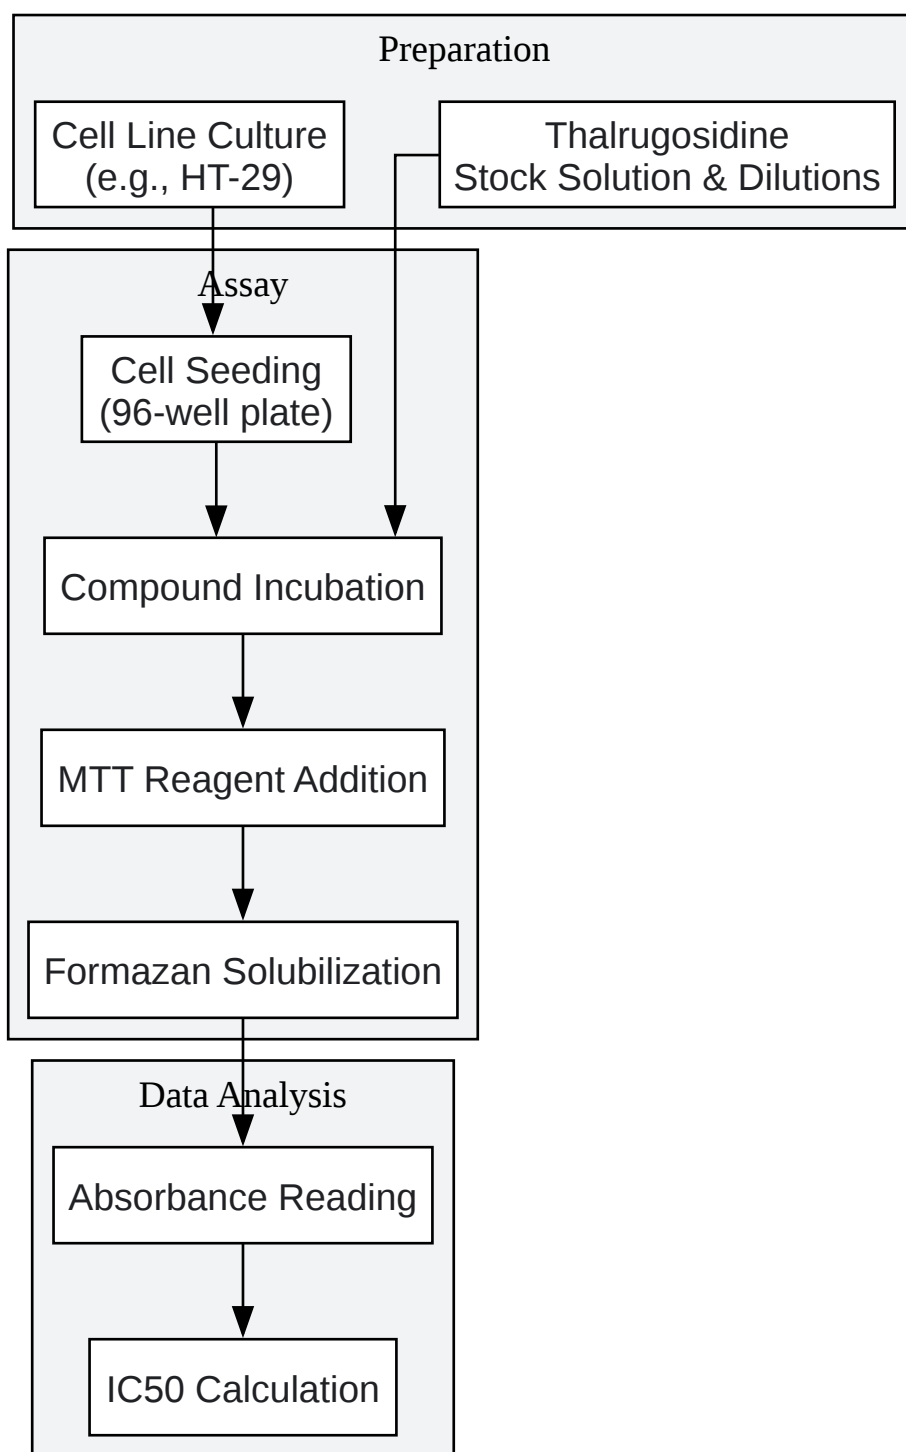 Preparation
Cell Line Culture
(e.g., HT-29)
Thalrugosidine
Stock Solution & Dilutions
Assay
Cell Seeding
(96-well plate)
Compound Incubation
MTT Reagent Addition
Formazan Solubilization
Data Analysis
Absorbance Reading
IC50 Calculation